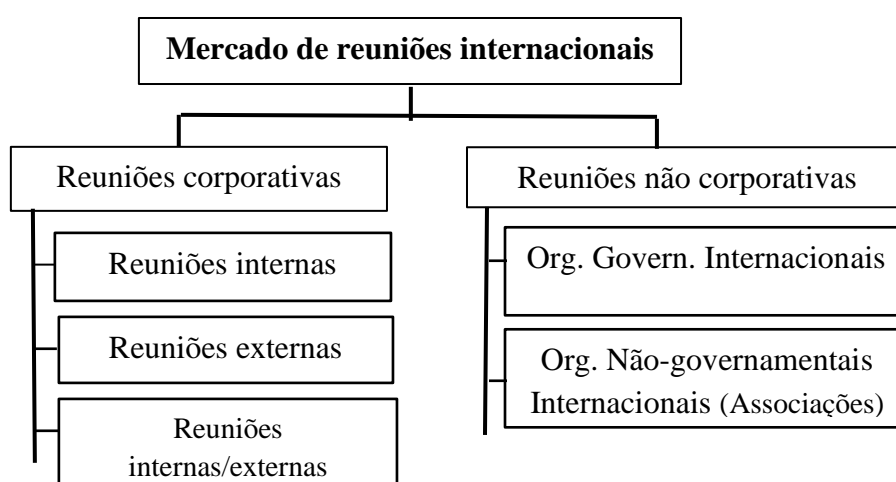 Mercado de reuniões internacionais
Reuniões corporativas
Reuniões não corporativas
Reuniões internas
Org. Govern. Internacionais
Reuniões externas
Org. Não-governamentais
Internacionais (Associações)
Reuniões
internas/externas